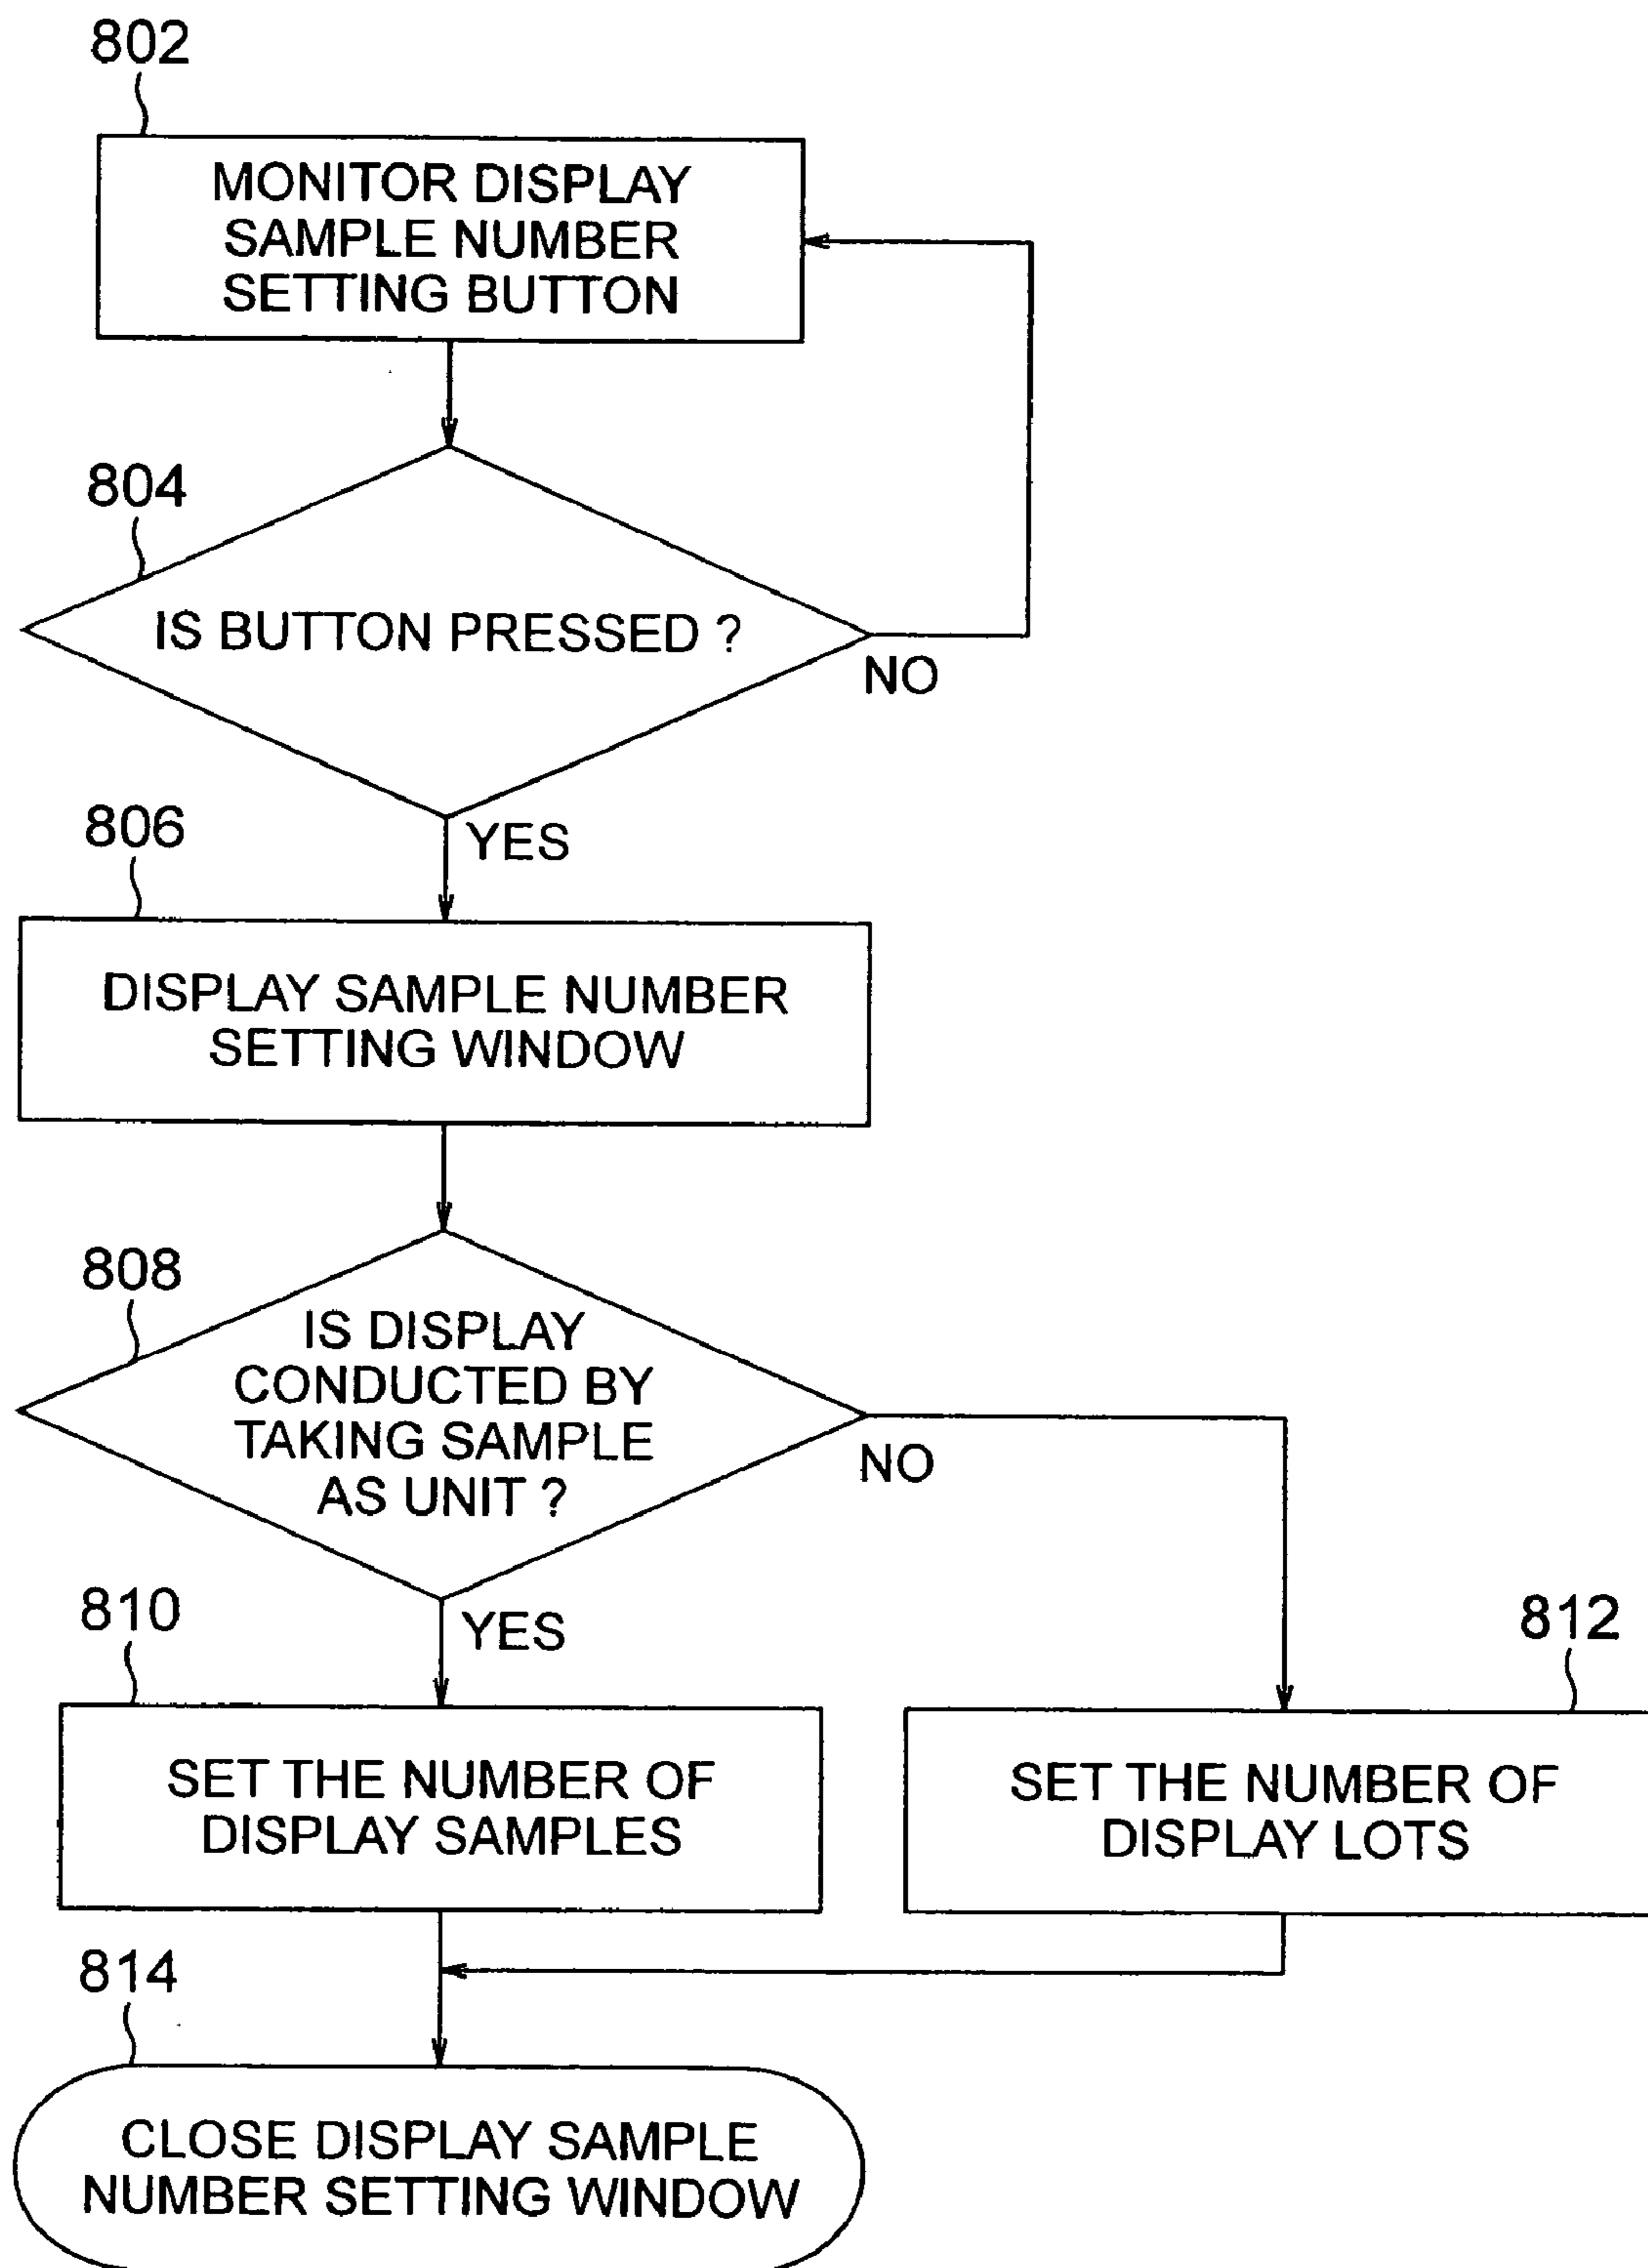 802
MONITOR DISPLAY
SAMPLE NUMBER
SETTING BUTTON
804
IS BUTTON PRESSED ?
NO
YES
806
DISPLAY SAMPLE NUMBER
SETTING WINDOW
808
IS DISPLAY
CONDUCTED BY
TAKING SAMPLE
AS UNIT ?
NO
YES
810
SET THE NUMBER OF
DISPLAY SAMPLES
812
SET THE NUMBER OF
DISPLAY LOTS
814
CLOSE DISPLAY SAMPLE
NUMBER SETTING WINDOW